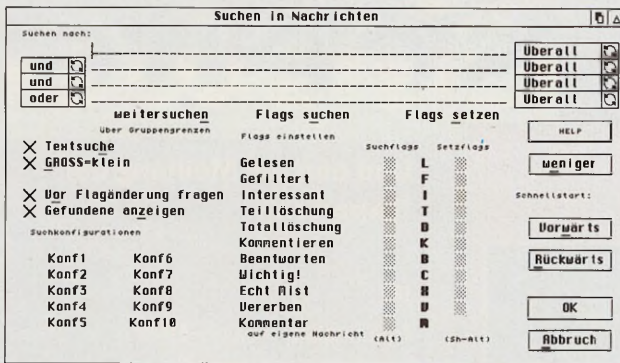 Suchen in Nachrichten
Suchen nach:
Überall
und Überall
und Überall
oder Überall
weitersuchen Flags suchen Flags setzen
über Gruppengrenzen Flags einstellen Suchflags Setzflags HELP
Textsuche
GROSS=klein Gelesen L weniger
Gefiltert F
Vor Flagänderung fragen Interessant I Schnellstart:
Gefundene anzeigen Teillöschung T
Suchkonfigurationen Totallöschung D Vorwärts
Kommentieren K
Konf1 Konf6 Beantworten B Rückwärts
Konf2 Konf7 Wichtig! C
Konf3 Konf8 Echt Mist X
Konf4 Konf9 Vererben V OK
Konf5 Konf10 Kommentar M
auf eigene Nachricht (Alt) (Sh-Alt) Abbruch